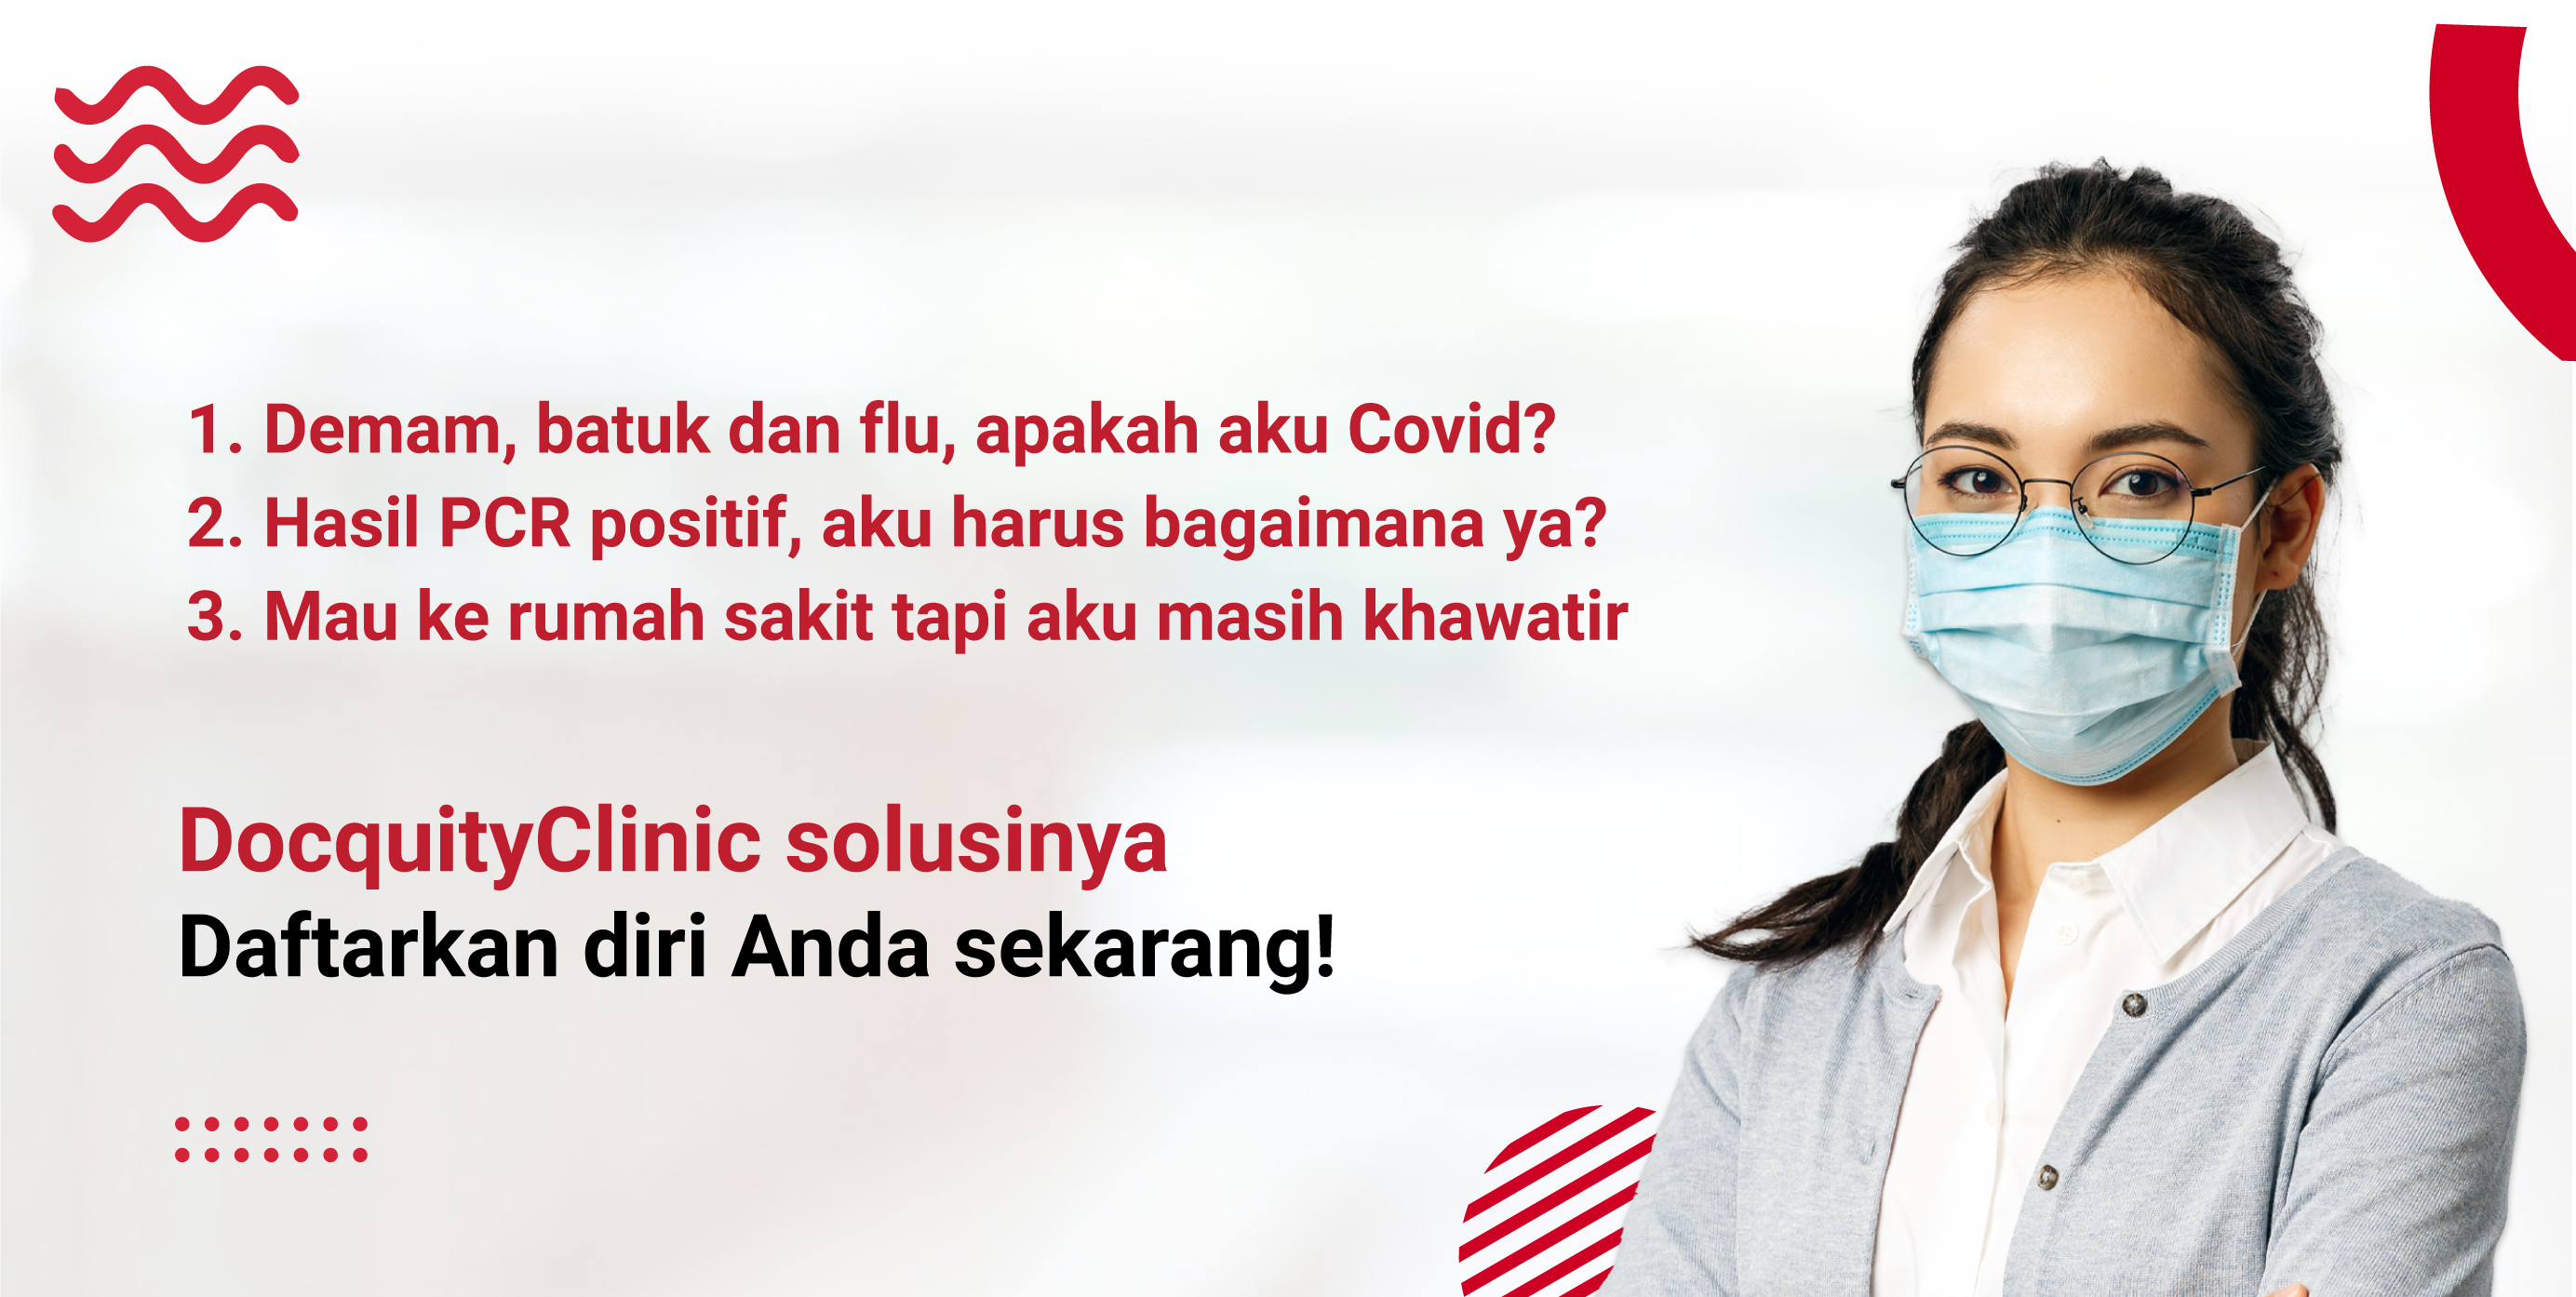 1. Demam, batuk dan flu, apakah aku Covid?
2. Hasil PCR positif, aku harus bagaimana ya?
3. Mau ke rumah sakit tapi aku masih khawatir
DocquityClinic solusinya
Daftarkan diri Anda sekarang!